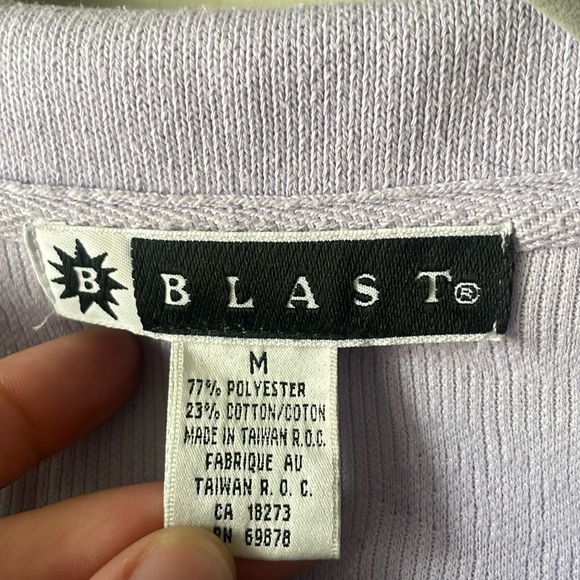 B BLAST®
M
77% POLYESTER
23% COTTON/COTON
MADE IN TAIWAN R.O.C.
FABRIQUE AU
TAIWAN R. O. C.
CA 18273
RN 69878